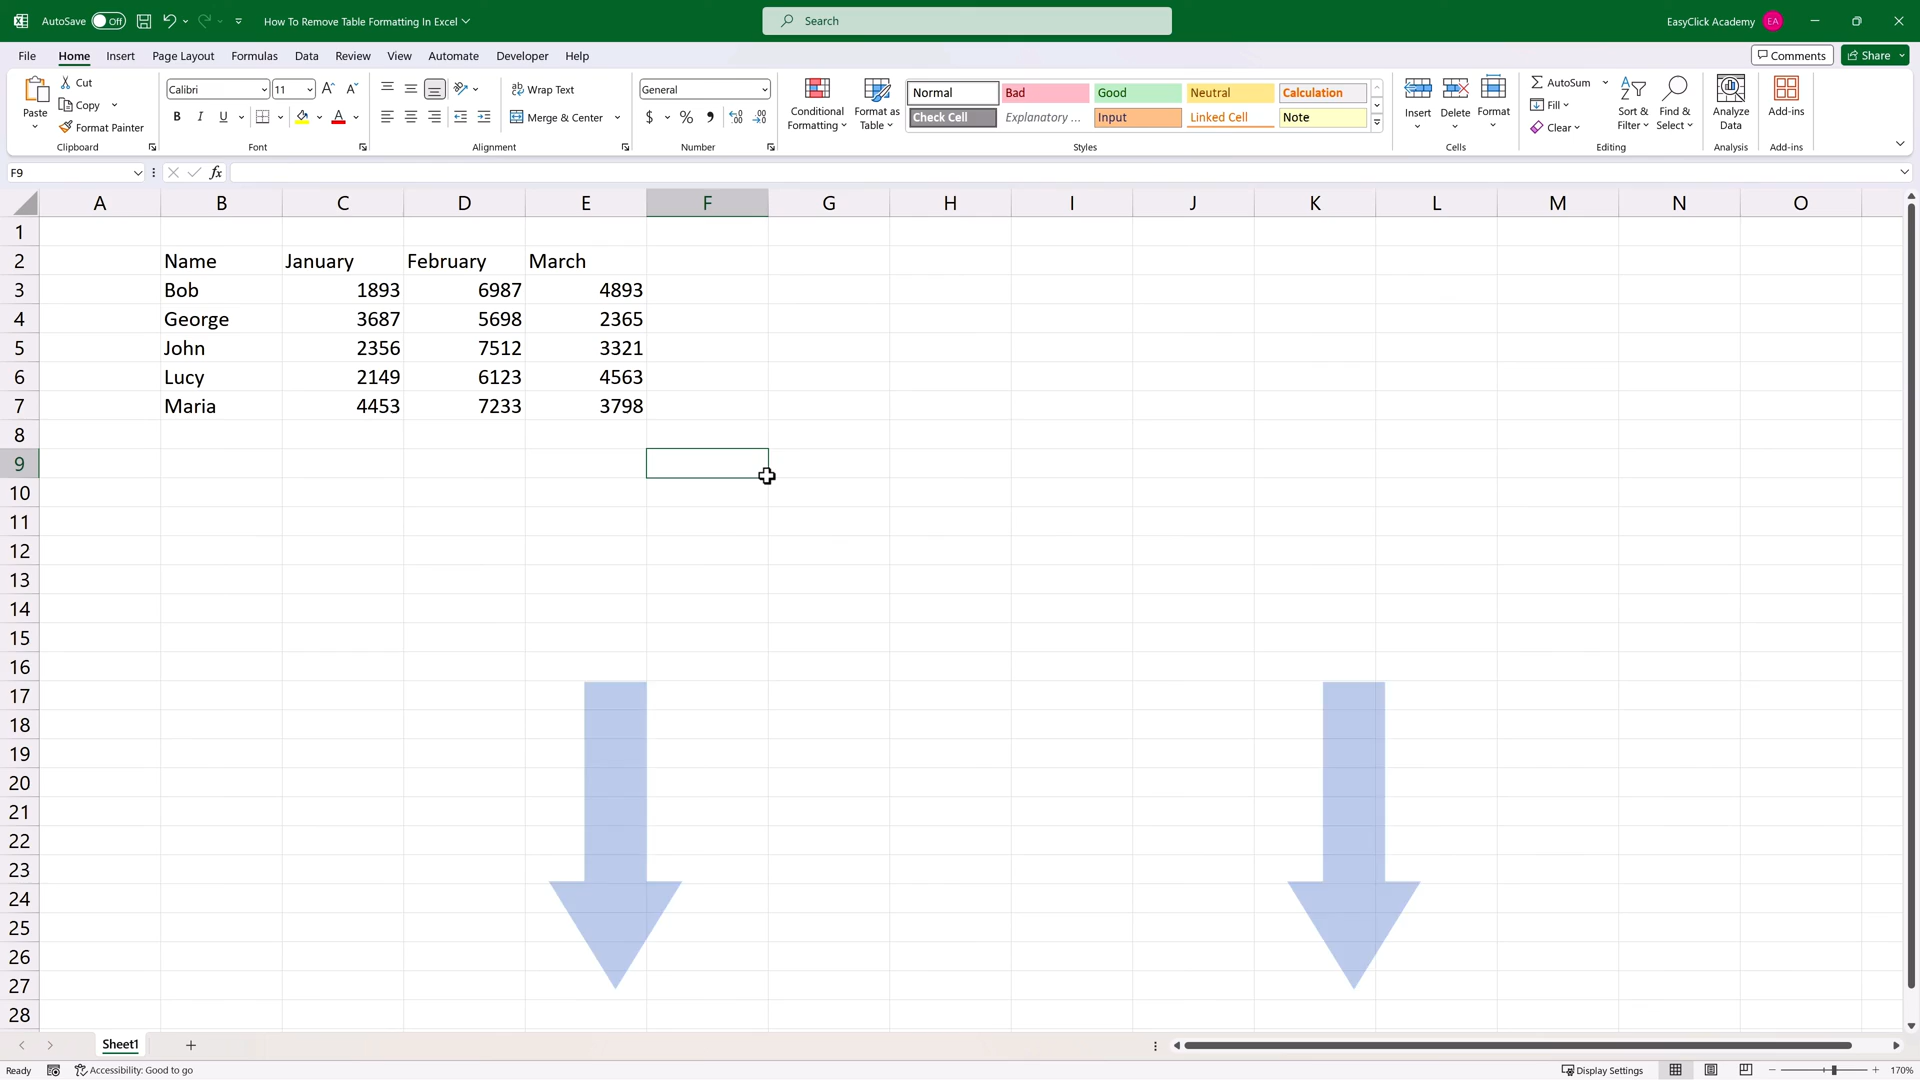 AutoSave Off How To Remove Table Formatting In Excel Search EasyClick Academy EA
File Home Insert Page Layout Formulas Data Review View Automate Developer Help Comments Share
Paste
Cut
Copy
Format Painter
Clipboard
Calibri 11
B I U
Font
Wrap Text
Merge & Center
Alignment
General
$ %
Number
Conditional Formatting
Format as Table
Normal Bad Good Neutral Calculation
Check Cell Explanatory ... Input Linked Cell Note
Styles
Insert Delete Format
Cells
AutoSum
Fill
Clear
Sort & Filter
Find & Select
Editing
Analyze Data
Analysis
Add-ins
Add-ins
F9 fx
A B C D E F G H I J K L M N O
1
2 Name January February March
3 Bob 1893 6987 4893
4 George 3687 5698 2365
5 John 2356 7512 3321
6 Lucy 2149 6123 4563
7 Maria 4453 7233 3798
8
9
10
11
12
13
14
15
16
17
18
19
20
21
22
23
24
25
26
27
28
Sheet1
Ready Accessibility: Good to go Display Settings 170%